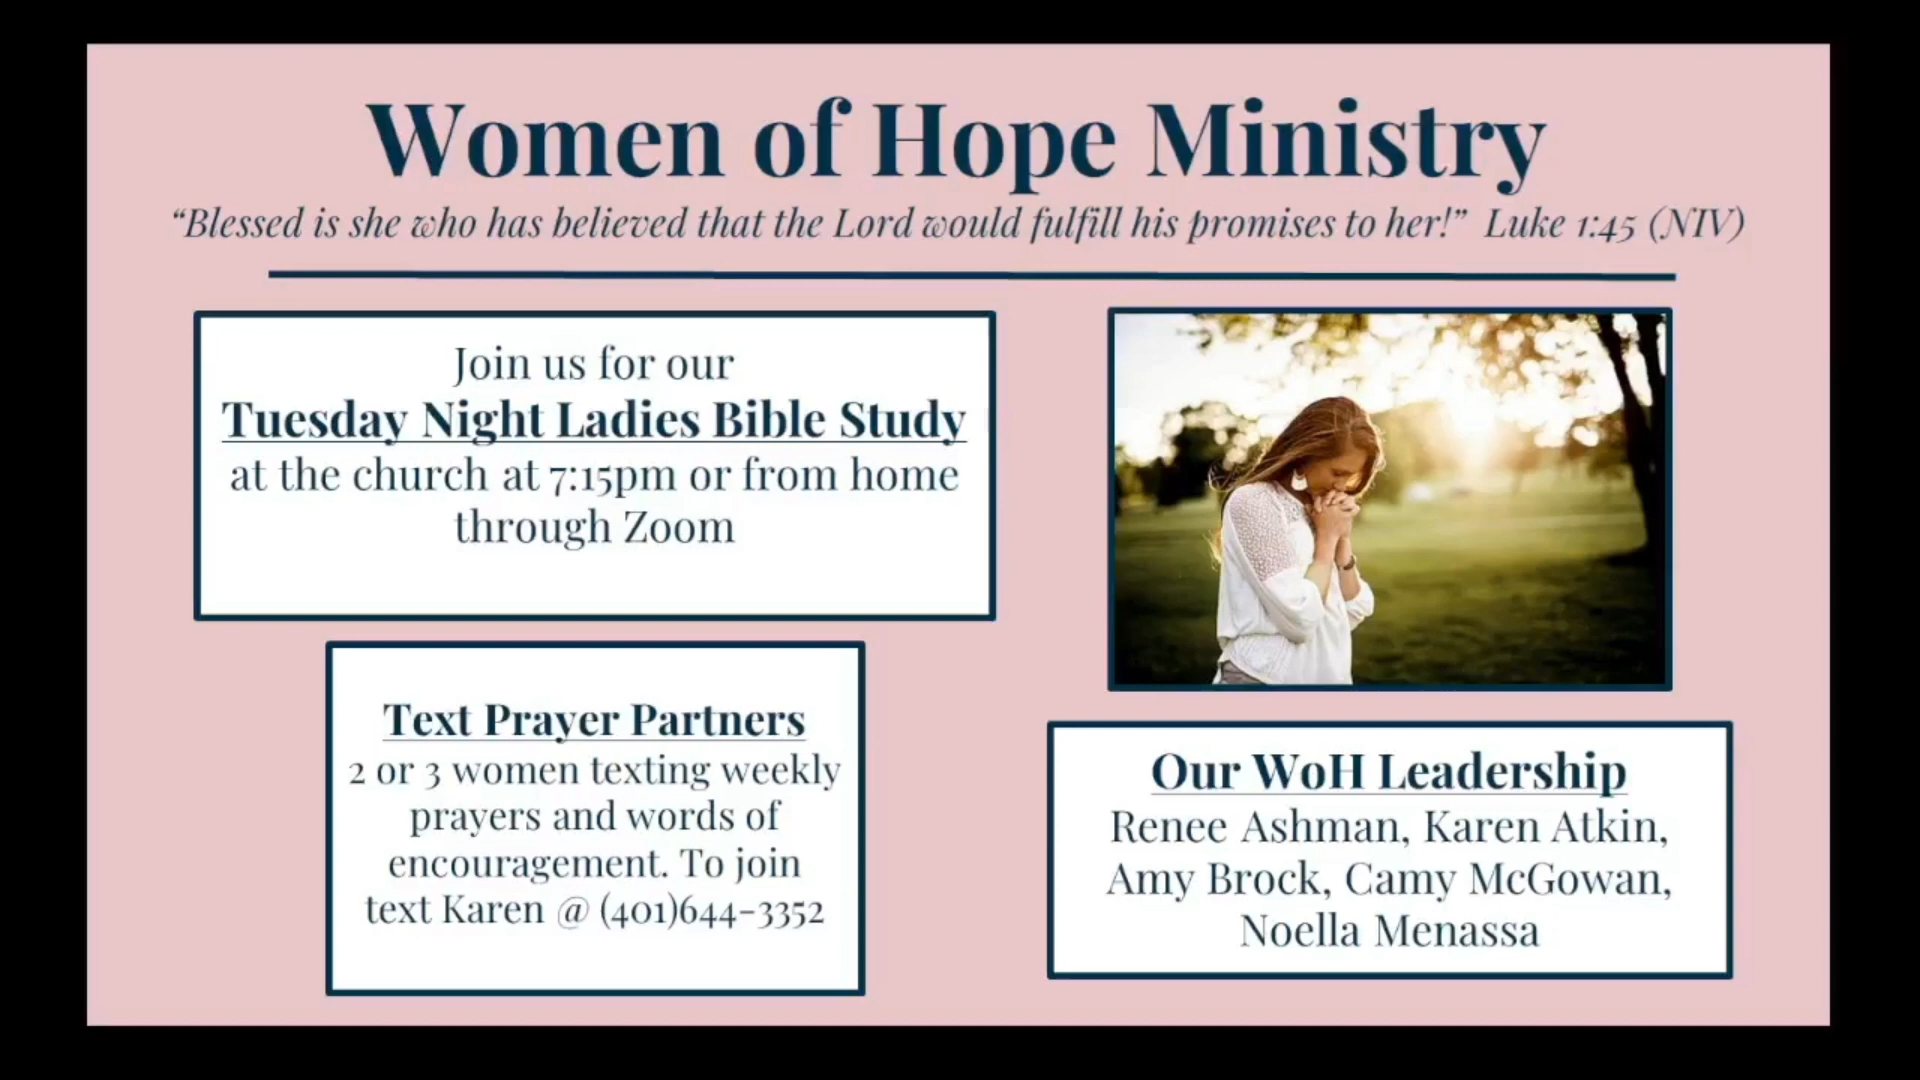 Women of Hope Ministry
“Blessed is she who has believed that the Lord would fulfill his promises to her!” Luke 1:45 (NIV)
Join us for our
Tuesday Night Ladies Bible Study
at the church at 7:15pm or from home
through Zoom
Text Prayer Partners
2 or 3 women texting weekly
prayers and words of
encouragement. To join
text Karen @ (401)644-3352
Our WoH Leadership
Renee Ashman, Karen Atkin,
Amy Brock, Camy McGowan,
Noella Menassa